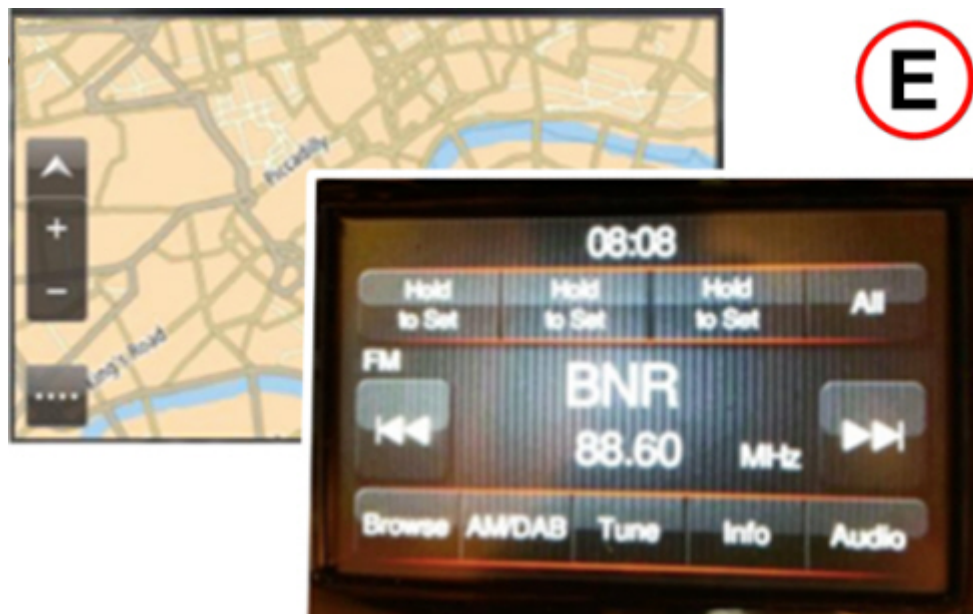 E
Piccadilly
King's Road
08:08
Hold
to Set
Hold
to Set
Hold
to Set
All
FM
BNR
88.60 MHz
Browse AM/DAB Tune Info Audio